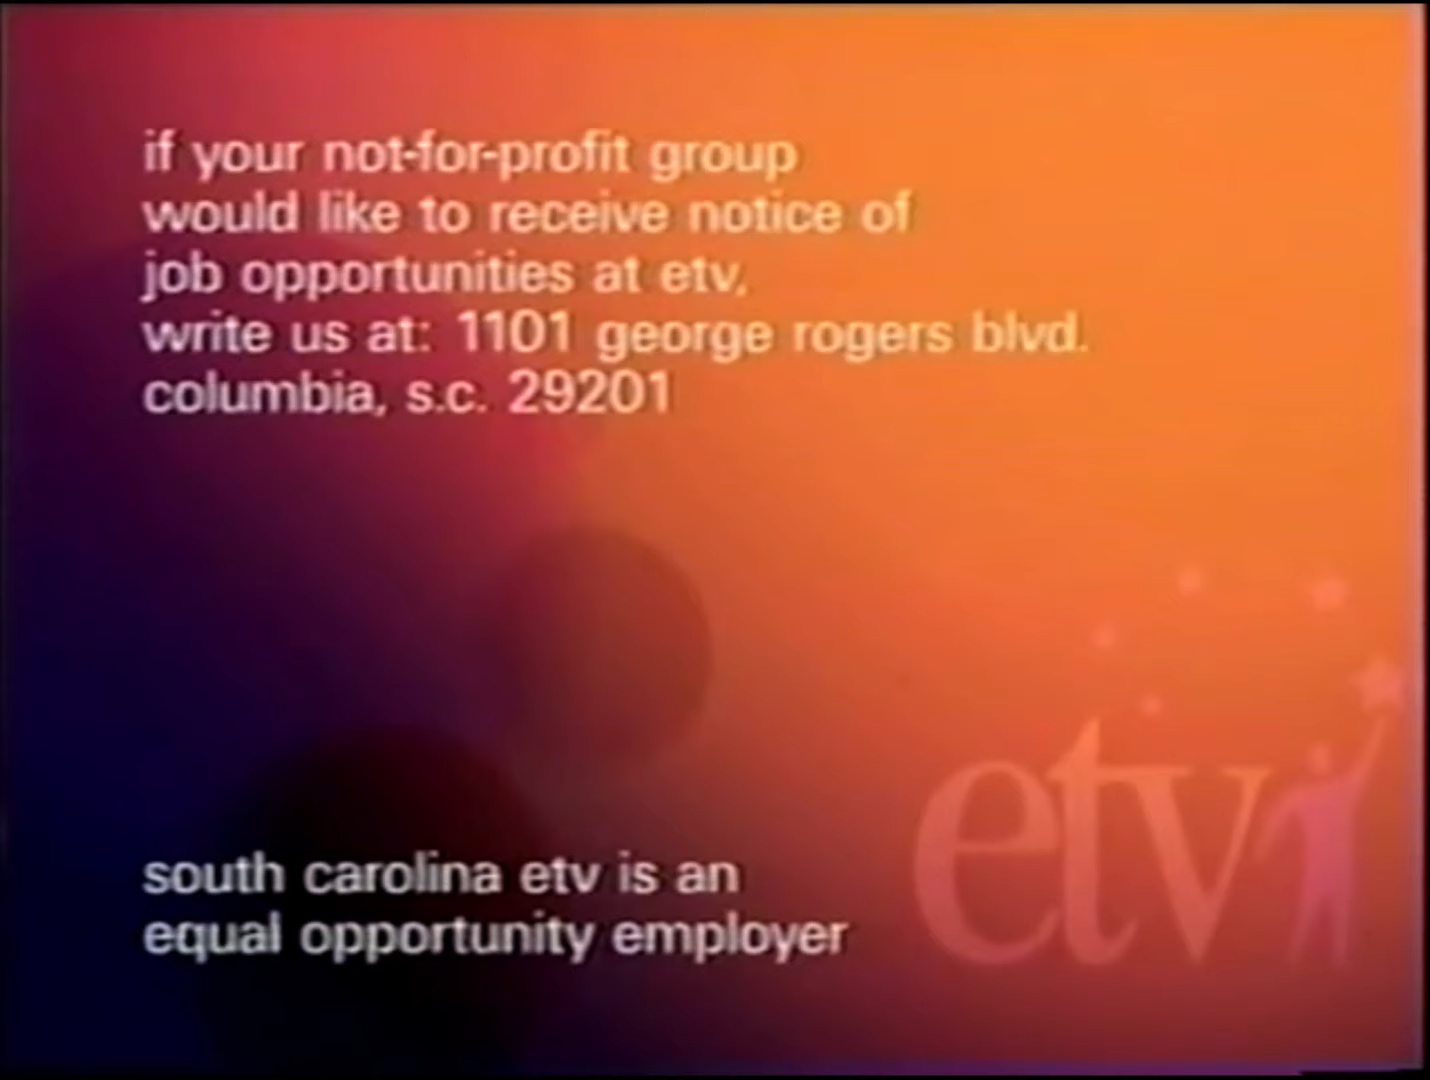 if your not-for-profit group
would like to receive notice of
job opportunities at etv,
write us at: 1101 george rogers blvd.
columbia, s.c. 29201
etv
south carolina etv is an
equal opportunity employer